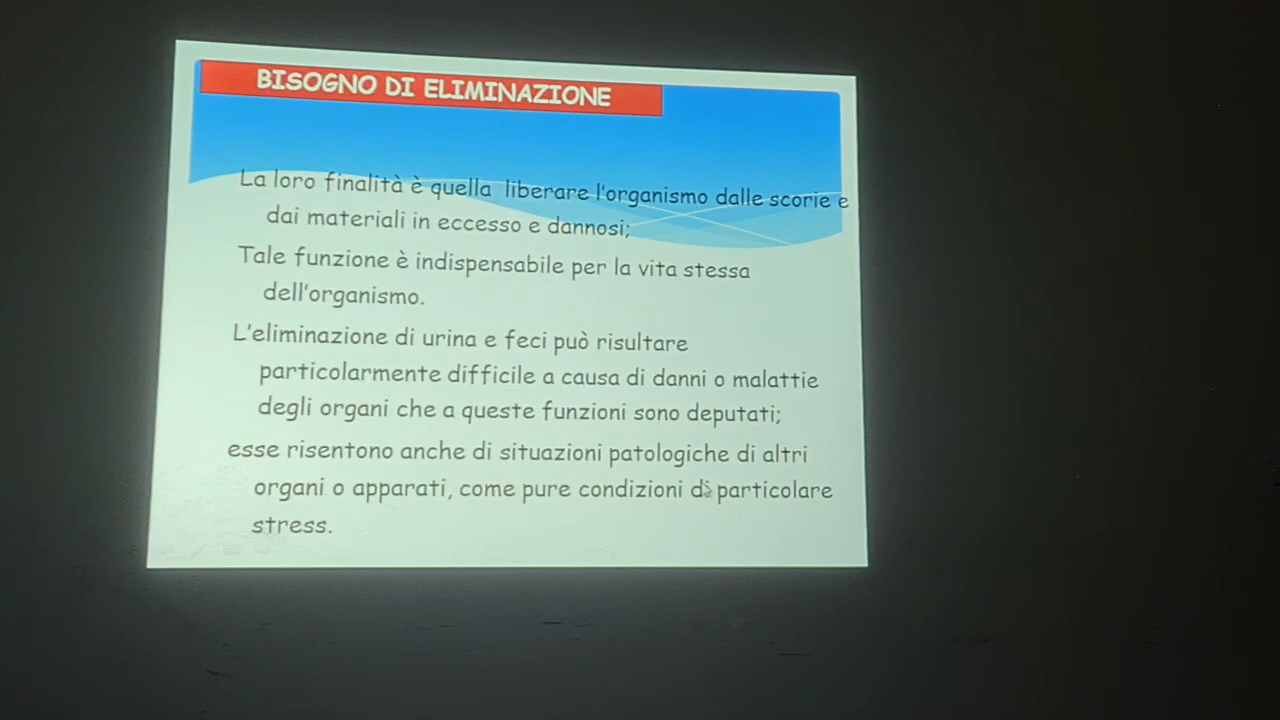 BISOGNO DI ELIMINAZIONE
La loro finalità è quella liberare l'organismo dalle scorie e
dai materiali in eccesso e dannosi;
Tale funzione è indispensabile per la vita stessa
dell'organismo.
L'eliminazione di urina e feci può risultare
particolarmente difficile a causa di danni o malattie
degli organi che a queste funzioni sono deputati;
esse risentono anche di situazioni patologiche di altri
organi o apparati, come pure condizioni di particolare
stress.